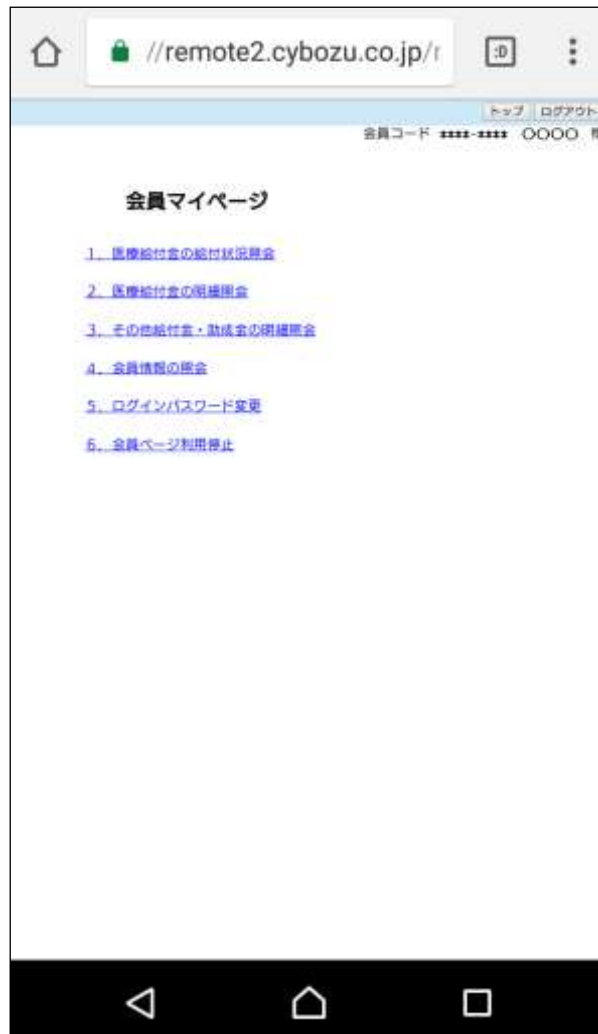 //remote2.cybozu.co.jp/r
:D
トップ ログアウト
会員コード ****-**** ○○○○
会員マイページ
1. 医療給付金の給付状況照会
2. 医療給付金の明細照会
3. その他給付金・助成金の明細照会
4. 会員情報の照会
5. ログインパスワード変更
6. 会員ページ利用停止